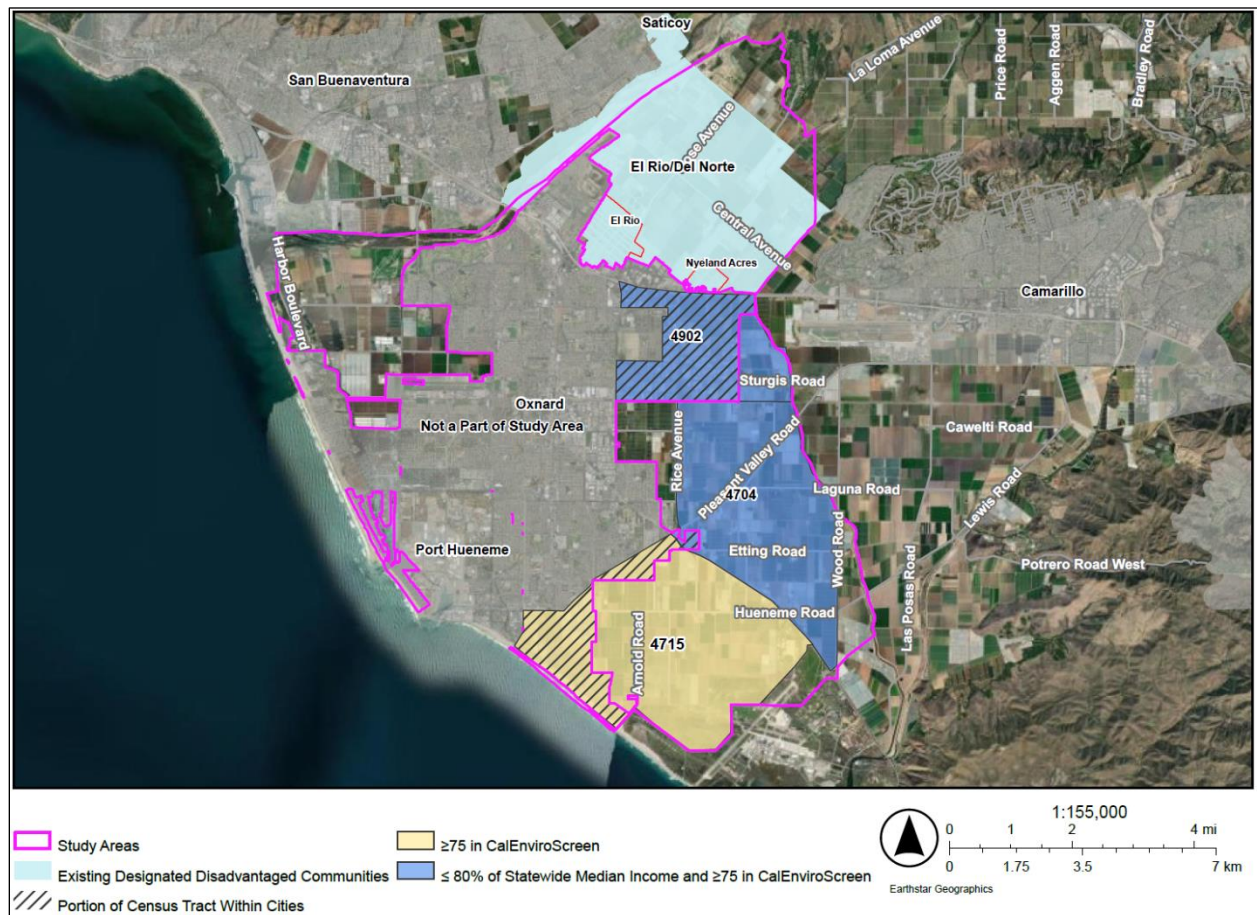 Saticoy
La Loma Avenue
Price Road
Aggen Road
Bradley Road
San Buenaventura
El Rio/Del Norte
El Rio
Central Avenue
Nyeland Acres
Harbor Boulevard
Camarillo
4902
Sturgis Road
Oxnard
Not a Part of Study Area
Rice Avenue
Pleasant Valley Road
Cawelti Road
4704
Laguna Road
Lewis Road
Port Hueneme
Etting Road
Wood Road
Potrero Road West
Las Posas Road
Hueneme Road
Arnold Road
4715
Study Areas
Existing Designated Disadvantaged Communities
Portion of Census Tract Within Cities
≥75 in CalEnviroScreen
≤ 80% of Statewide Median Income and ≥75 in CalEnviroScreen
1:155,000
0 1 2 4 mi
0 1.75 3.5 7 km
Earthstar Geographics